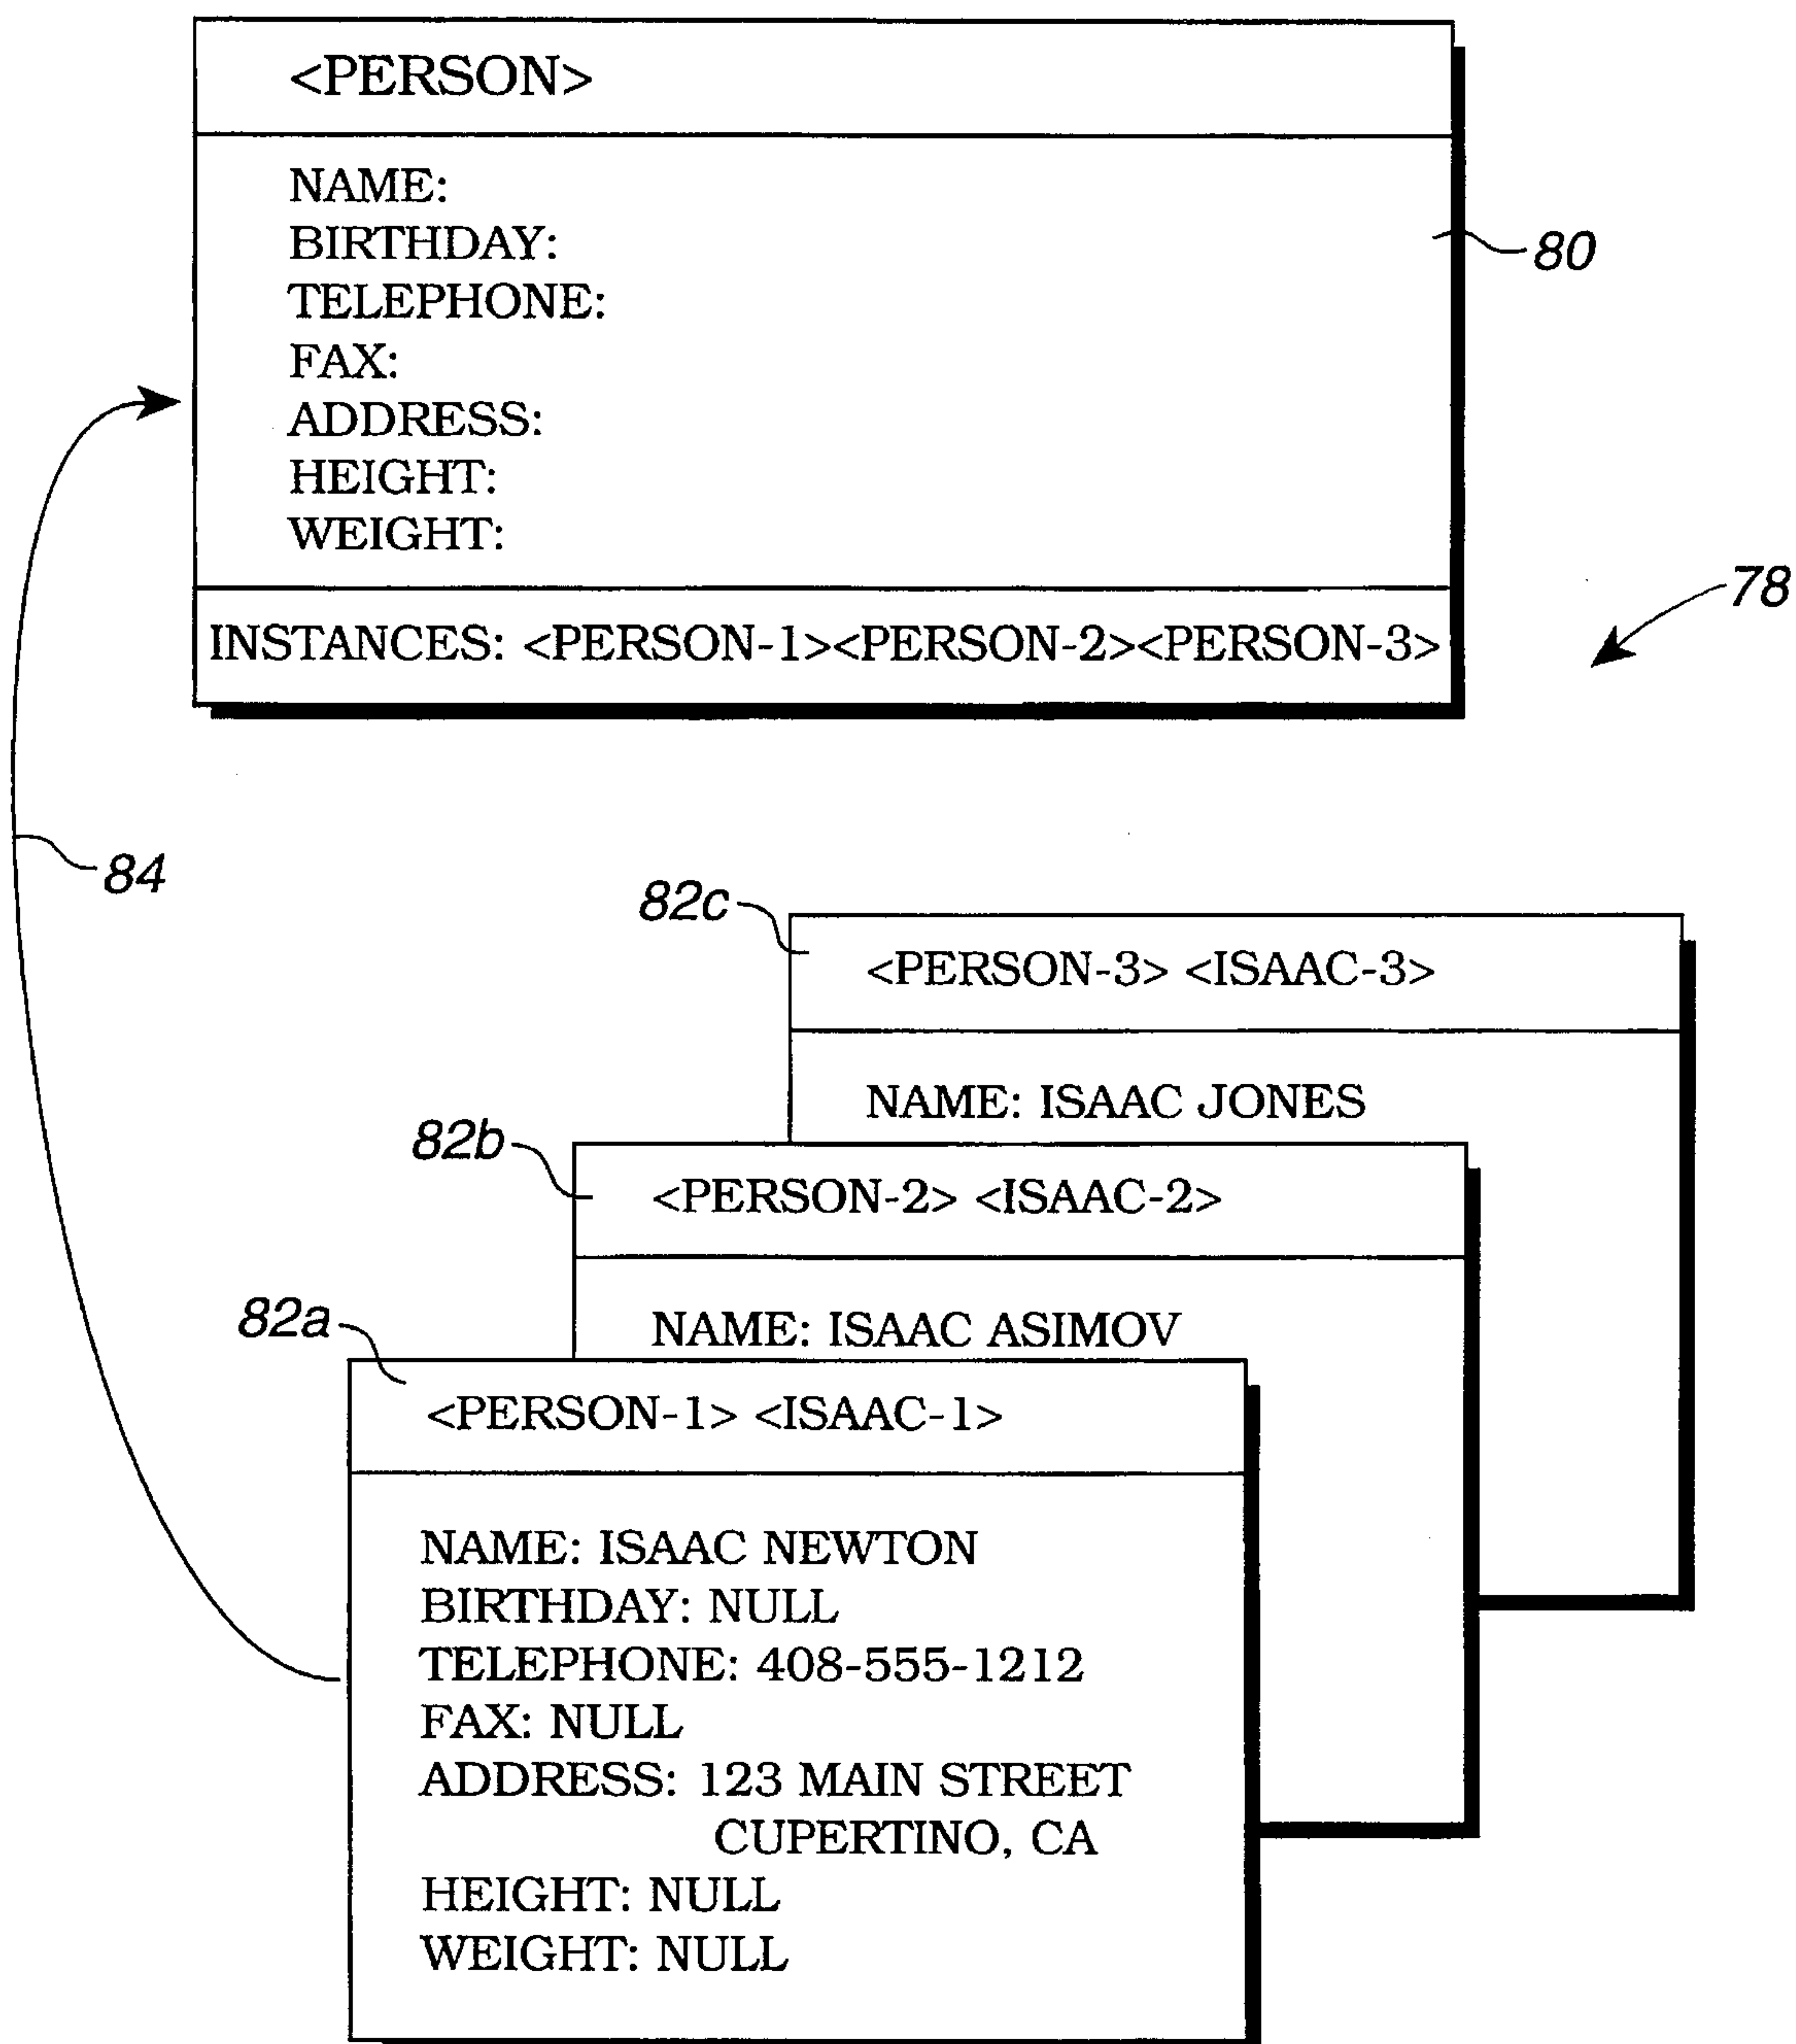 <PERSON>
NAME:
BIRTHDAY:
TELEPHONE:
FAX:
ADDRESS:
HEIGHT:
WEIGHT:
80
INSTANCES: <PERSON-1><PERSON-2><PERSON-3>
78
84
82c
<PERSON-3> <ISAAC-3>
NAME: ISAAC JONES
82b
<PERSON-2> <ISAAC-2>
NAME: ISAAC ASIMOV
82a
<PERSON-1> <ISAAC-1>
NAME: ISAAC NEWTON
BIRTHDAY: NULL
TELEPHONE: 408-555-1212
FAX: NULL
ADDRESS: 123 MAIN STREET
CUPERTINO, CA
HEIGHT: NULL
WEIGHT: NULL